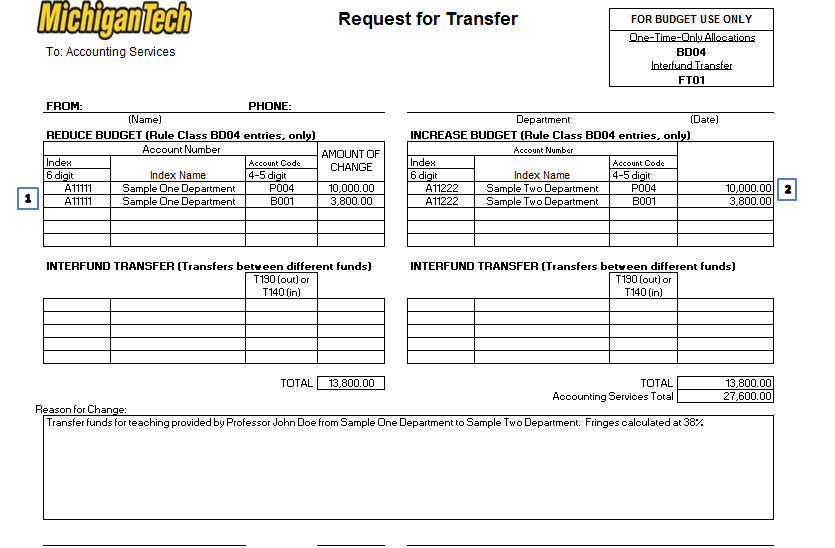 MichiganTech
Request for Transfer
FOR BUDGET USE ONLY
One-Time-Only Allocations
BD04
Interfund Transfer
FT01
To: Accounting Services
FROM: PHONE:
(Name) Department (Date)
REDUCE BUDGET (Rule Class BD04 entries, only) INCREASE BUDGET (Rule Class BD04 entries, only)
Account Number AMOUNT OF CHANGE Account Number
Index Account Code Index Account Code
6 digit Index Name 4-5 digit 6 digit Index Name 4-5 digit
1 A11111 Sample One Department P004 10,000.00 A11222 Sample Two Department P004 10,000.00 2
A11111 Sample One Department B001 3,800.00 A11222 Sample Two Department B001 3,800.00
INTERFUND TRANSFER (Transfers between different funds) INTERFUND TRANSFER (Transfers between different funds)
T190 (out) or T190 (out) or
T140 (in) T140 (in)
TOTAL 13,800.00 TOTAL 13,800.00
Accounting Services Total 27,600.00
Reason for Change:
Transfer funds for teaching provided by Professor John Doe from Sample One Department to Sample Two Department. Fringes calculated at 38%